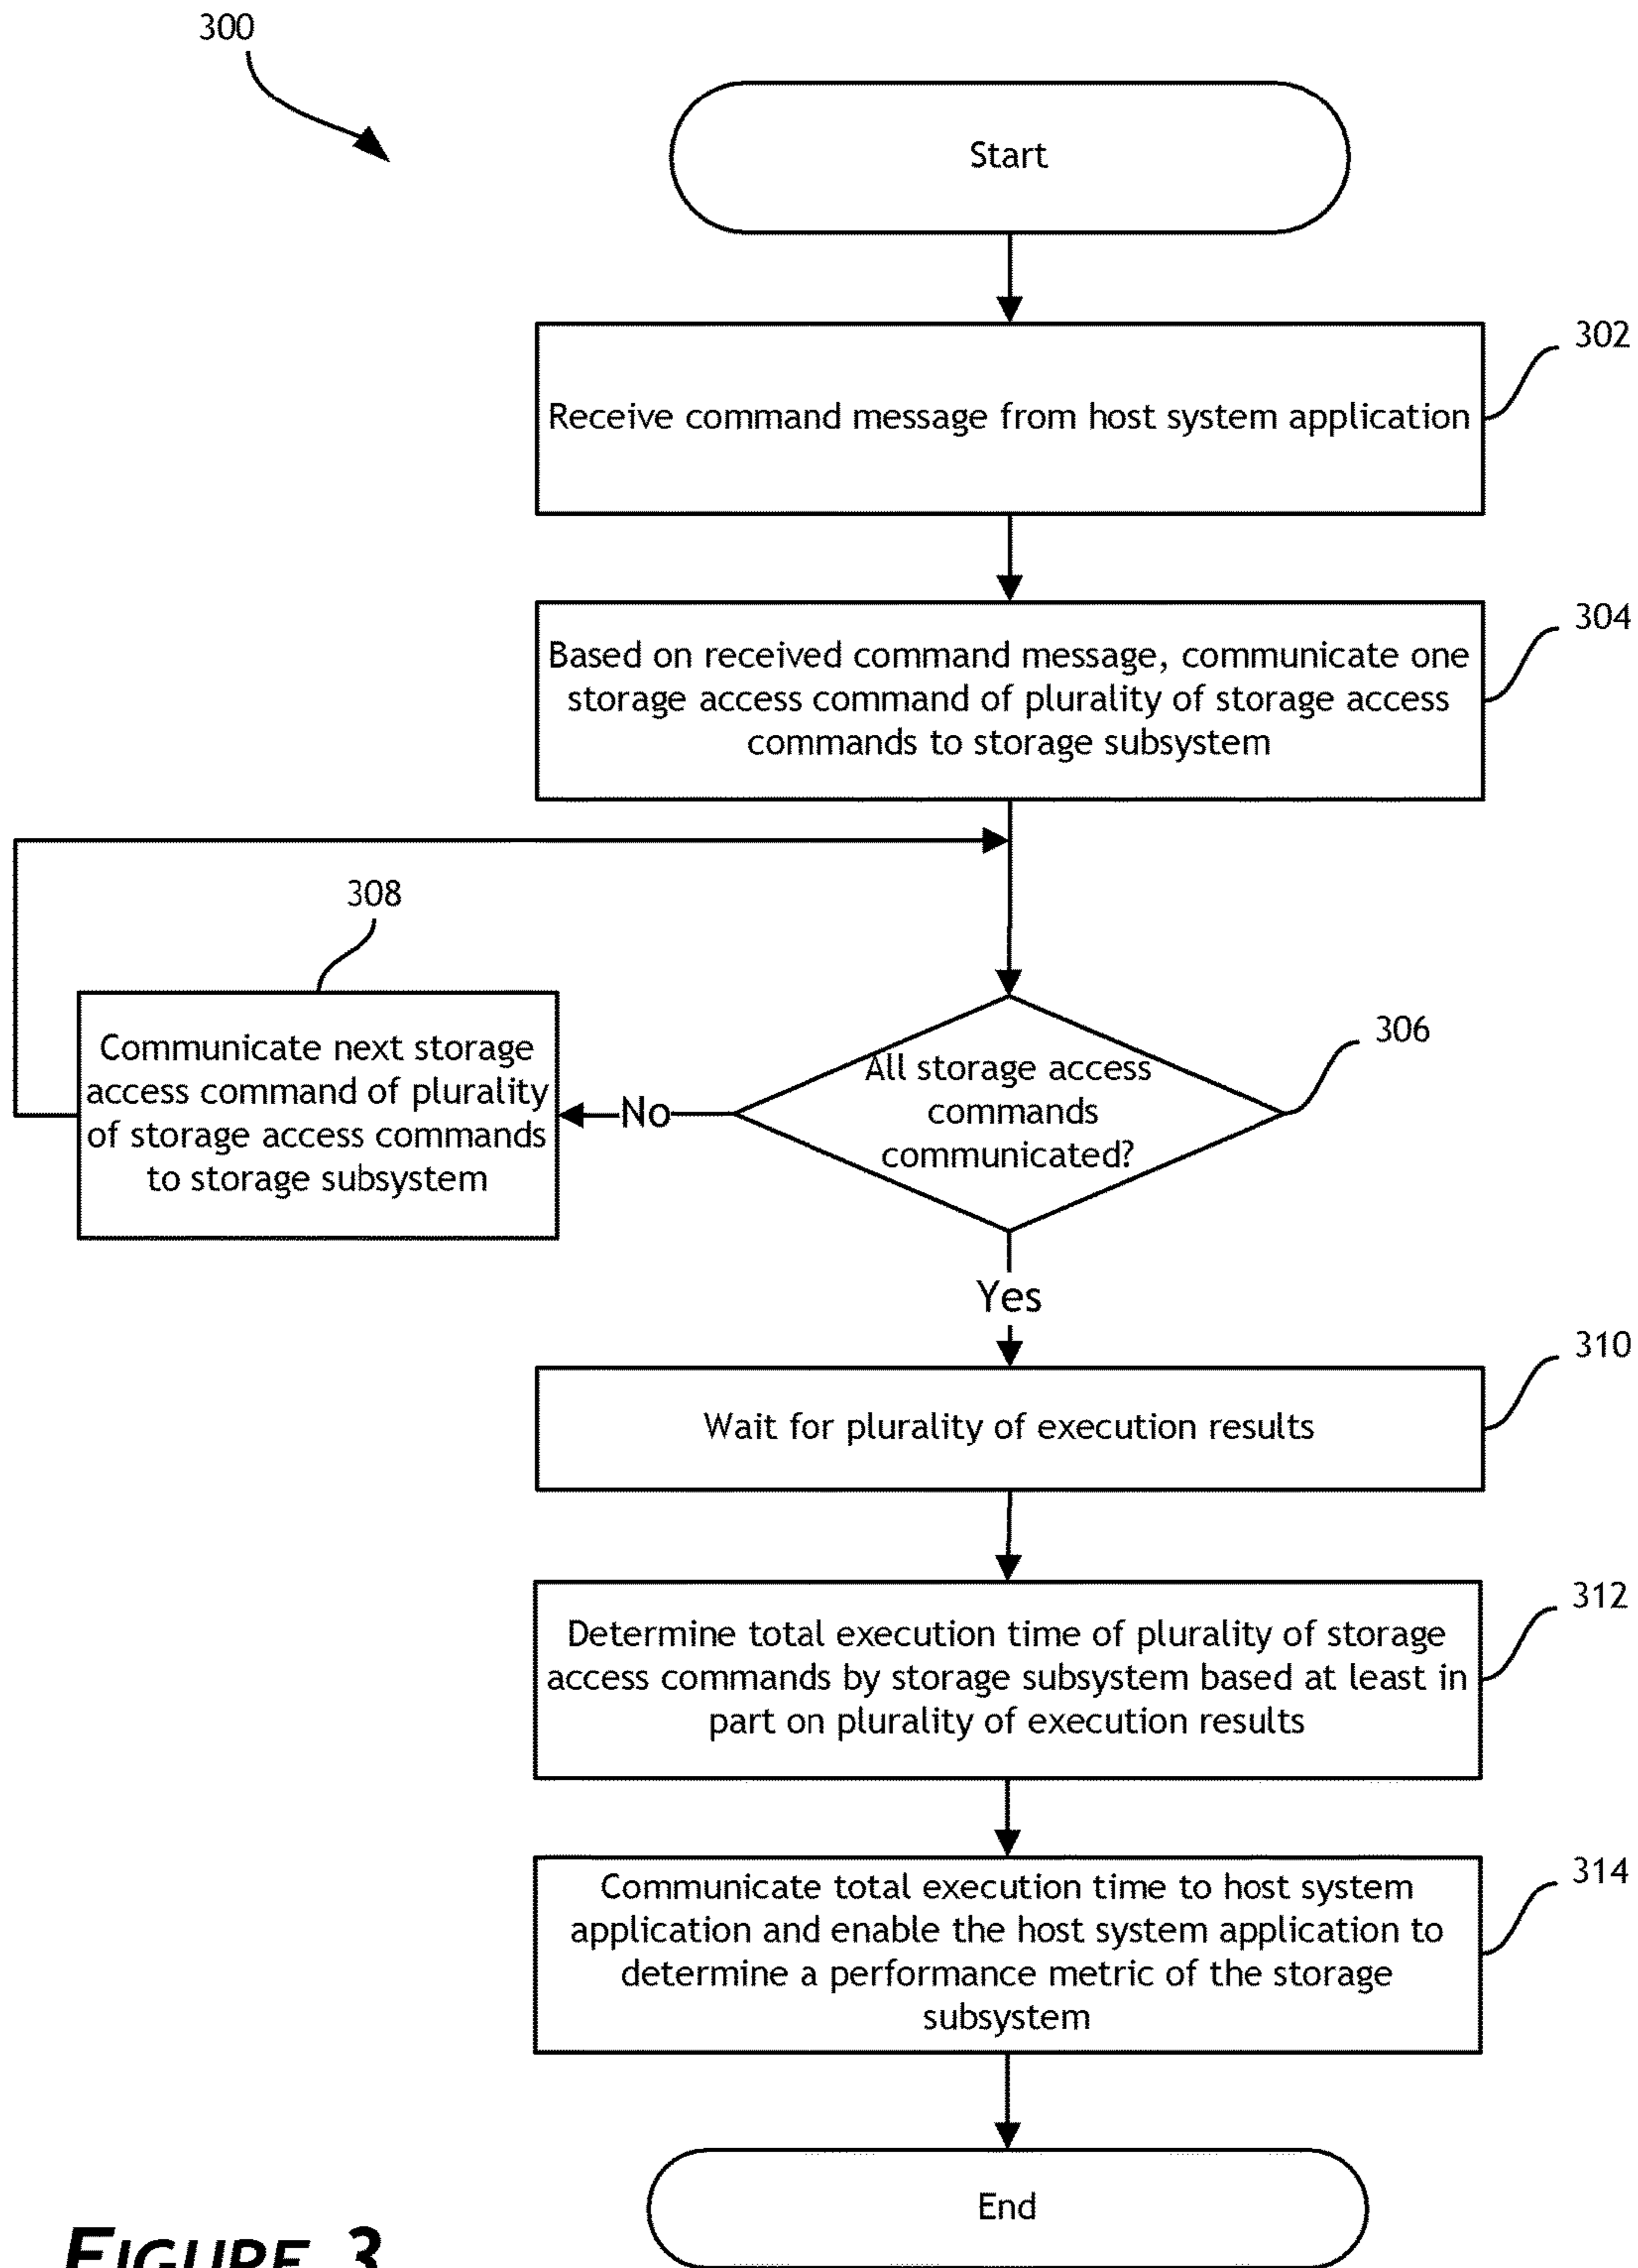 300
Start
302
Receive command message from host system application
304
Based on received command message, communicate one
storage access command of plurality of storage access
commands to storage subsystem
308
Communicate next storage
access command of plurality
of storage access commands
to storage subsystem
No
306
All storage access
commands
communicated?
Yes
310
Wait for plurality of execution results
312
Determine total execution time of plurality of storage
access commands by storage subsystem based at least in
part on plurality of execution results
314
Communicate total execution time to host system
application and enable the host system application to
determine a performance metric of the storage
subsystem
End
FIGURE 3